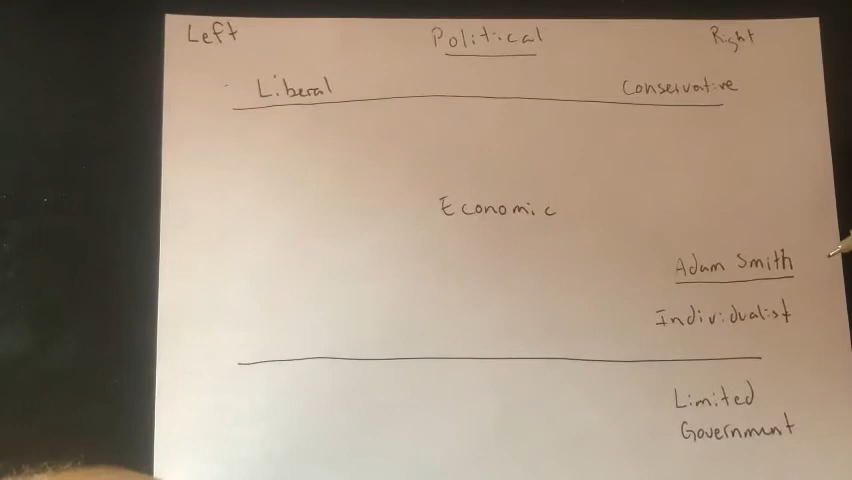 Left Political Right
Liberal Conservative
Economic
Adam Smith
Individualist
Limited
Government